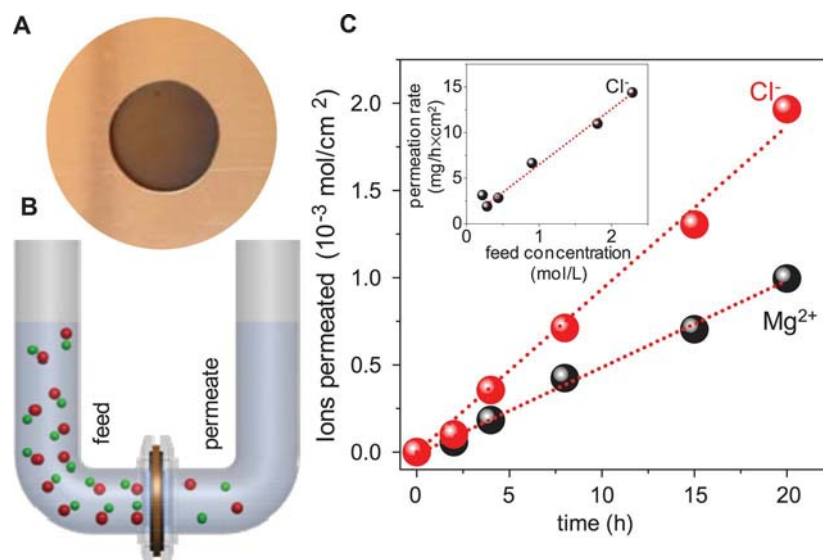 A
B
feed
permeate
C
Ions permeated (10⁻³ mol/cm²)
2.0
1.5
1.0
0.5
0.0
0
5
10
15
20
time (h)
Cl⁻
Mg²⁺
permeation rate
(mg/h×cm²)
15
10
5
0
0
1
2
feed concentration
(mol/L)
Cl⁻